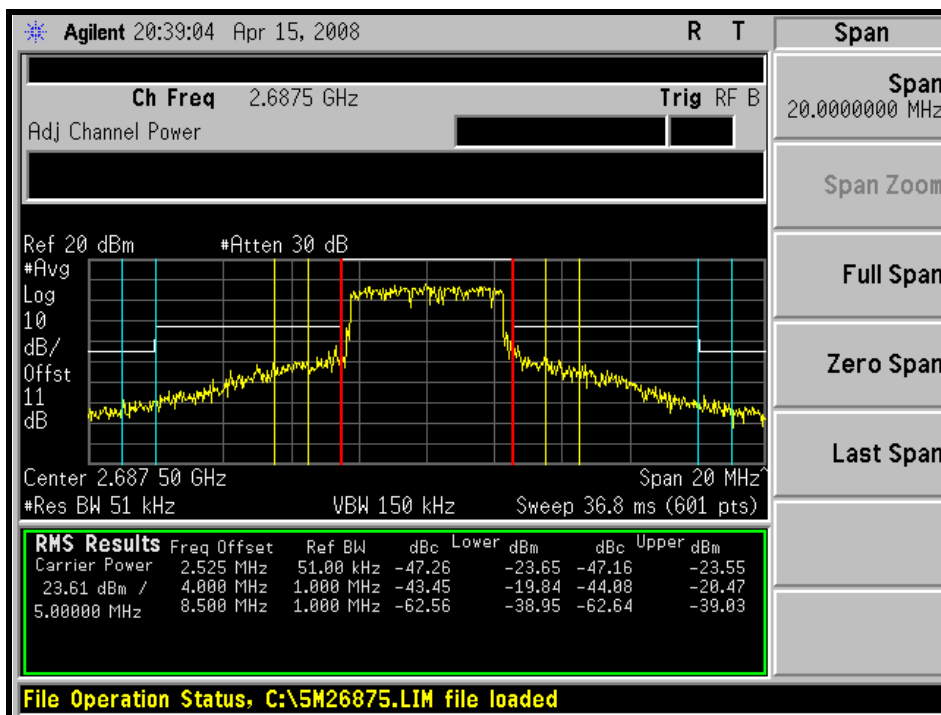 Agilent 20:39:04 Apr 15, 2008 R T
Span
Ch Freq 2.6875 GHz Trig RF B
Adj Channel Power
Span
20.0000000 MHz
Span Zoom
Full Span
Zero Span
Last Span
Ref 20 dBm #Atten 30 dB
#Avg
Log
10
dB/
Offst
11
dB
Center 2.687 50 GHz Span 20 MHz^
#Res BW 51 kHz VBW 150 kHz Sweep 36.8 ms (601 pts)
RMS Results Freq Offset Ref BW dBc Lower dBm dBc Upper dBm
Carrier Power 2.525 MHz 51.00 kHz -47.26 -23.65 -47.16 -23.55
23.61 dBm / 4.000 MHz 1.000 MHz -43.45 -19.84 -44.08 -20.47
5.00000 MHz 8.500 MHz 1.000 MHz -62.56 -38.95 -62.64 -39.03
File Operation Status, C:\5M26875.LIM file loaded